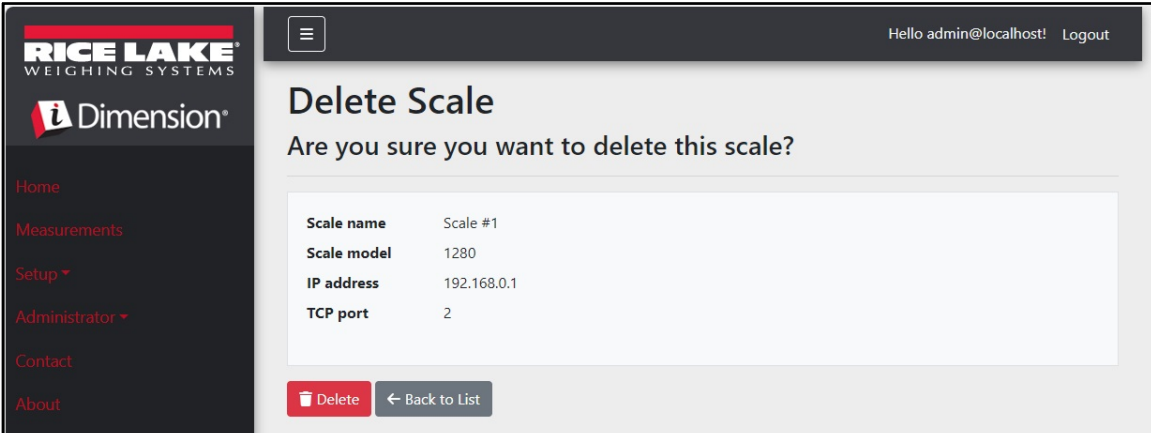 RICE LAKE®
WEIGHING SYSTEMS
i Dimension®
Home
Measurements
Setup
Administrator
Contact
About
Hello admin@localhost! Logout
Delete Scale
Are you sure you want to delete this scale?
Scale name Scale #1
Scale model 1280
IP address 192.168.0.1
TCP port 2
Delete ← Back to List